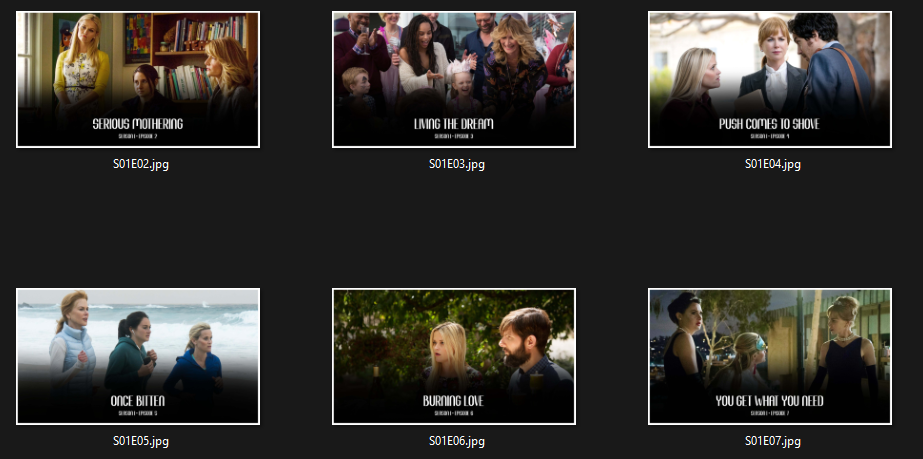 SERIOUS MOTHERING
SEASON 1 • EPISODE 2
S01E02.jpg
LIVING THE DREAM
SEASON 1 • EPISODE 3
S01E03.jpg
PUSH COMES TO SHOVE
SEASON 1 • EPISODE 4
S01E04.jpg
ONCE BITTEN
SEASON 1 • EPISODE 5
S01E05.jpg
BURNING LOVE
SEASON 1 • EPISODE 6
S01E06.jpg
YOU GET WHAT YOU NEED
SEASON 1 • EPISODE 7
S01E07.jpg